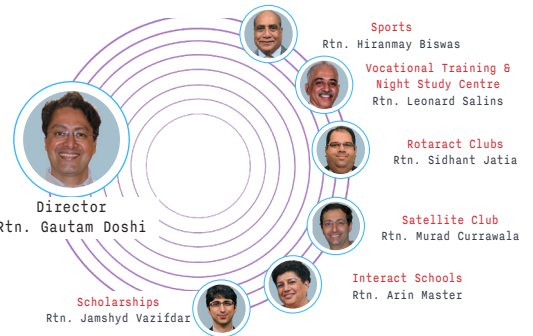 Sports
Rtn. Hiranmay Biswas
Vocational Training &
Night Study Centre
Rtn. Leonard Salins
Rotaract Clubs
Rtn. Sidhant Jatia
Director
Rtn. Gautam Doshi
Satellite Club
Rtn. Murad Currawala
Interact Schools
Rtn. Arin Master
Scholarships
Rtn. Jamshyd Vazifdar